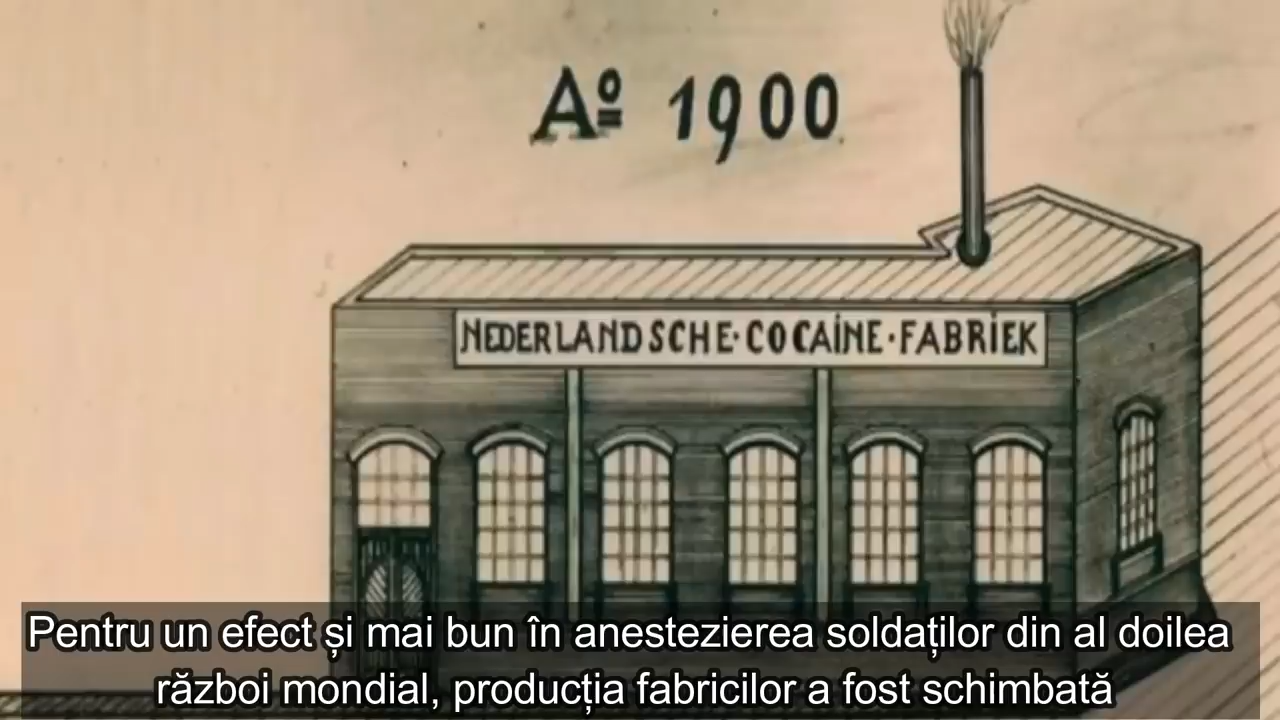 Aº 1900
NEDERLANDSCHE·COCAÏNE·FABRIEK
Pentru un efect și mai bun în anestezierea soldaților din al doilea
război mondial, producția fabricilor a fost schimbată